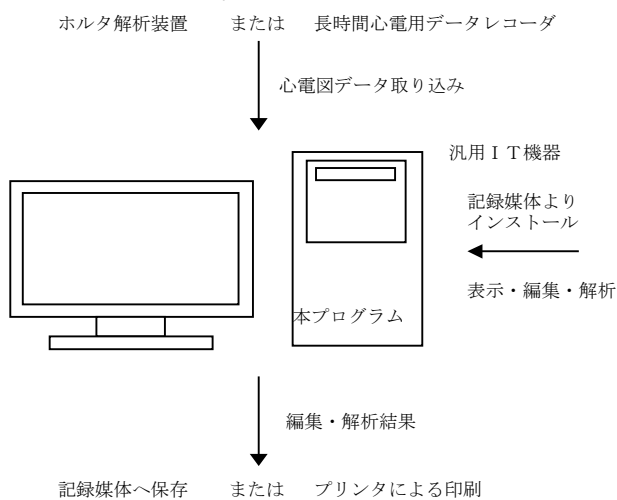 ホルタ解析装置 または 長時間心電用データレコーダ
心電図データ取り込み
汎用ＩＴ機器
記録媒体より
インストール
表示・編集・解析
本プログラム
編集・解析結果
記録媒体へ保存 または プリンタによる印刷